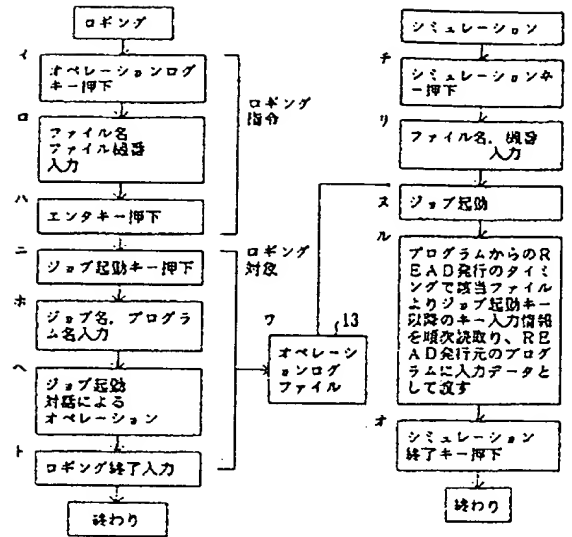 ロギング
イ
オペレーションログ
キー押下
ロ
ファイル名
ファイル機番
入力
ハ
エンタキー押下
ロギング
指令
ニ
ジョブ起動キー押下
ホ
ジョブ名、プログラ
ム名入力
ヘ
ジョブ起動
対話による
オペレーション
ト
ロギング終了入力
終わり
ロギング
対象
ワ
13
オペレーシ
ョンログ
ファイル
シミュレーション
チ
シミュレーションキ
ー押下
リ
ファイル名、機番
入力
ヌ
ジョブ起動
ル
プログラムからのR
EAD発行のタイミ
ングで該当ファイル
よりジョブ起動キー
以降のキー入力情報
を順次読取り、RE
AD発行元のプログ
ラムに入力データと
して渡す
オ
シミュレーション
終了キー押下
終わり